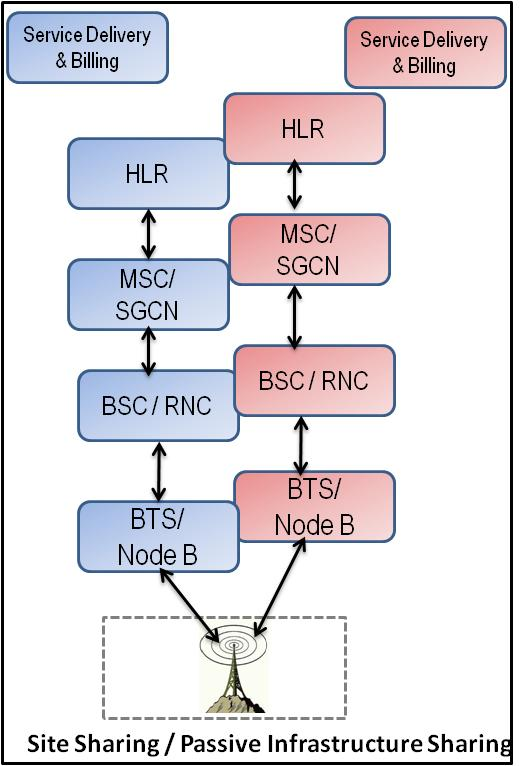 Service Delivery
& Billing
Service Delivery
& Billing
HLR
HLR
MSC/
SGCN
MSC/
SGCN
BSC / RNC
BSC / RNC
BTS/
Node B
BTS/
Node B
Site Sharing / Passive Infrastructure Sharing